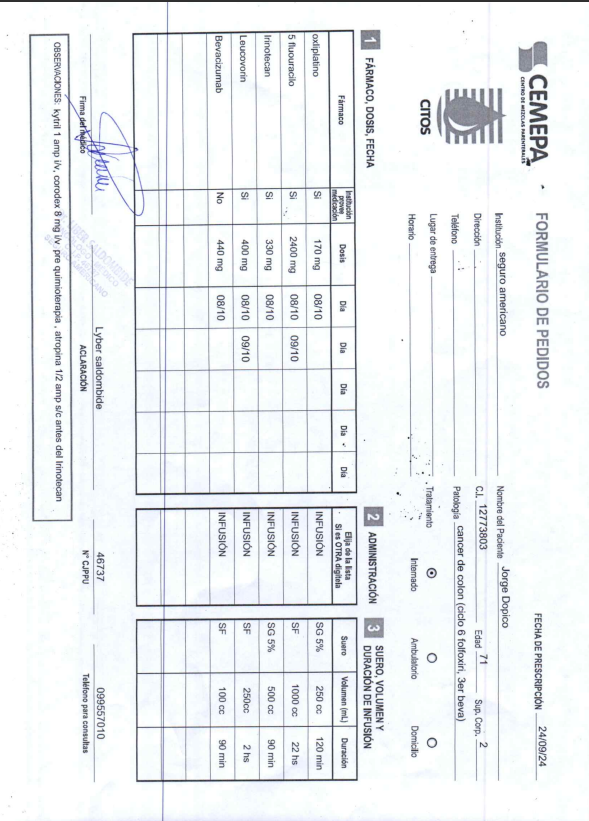 CEMEPA
CENTRO DE MEZCLAS PARENTERALES
CITOS
FORMULARIO DE PEDIDOS
FECHA DE PRESCRIPCIÓN 24/09/24
Institución seguro americano
Nombre del Paciente Jorge Dopico
Dirección
C.I. 12773803 Edad 71 Sup. Corp. 2
Teléfono
Patología cancer de colon (ciclo 6 folfoxiri, 3er beva)
Lugar de entrega
Tratamiento Internado Ambulatorio Domicilio
Horario
1 FÁRMACO, DOSIS, FECHA
2 ADMINISTRACIÓN
3 SUERO, VOLUMEN Y DURACIÓN DE INFUSIÓN
Fármaco Institución provee medicación Dosis Día Día Día Día Día Elija de la lista Si es OTRA digítela Suero Volumen (mL) Duración
oxliplatino Si 170 mg 08/10 INFUSIÓN SG 5% 250 cc 120 min
5 fluouracilo Si 2400 mg 08/10 09/10 INFUSIÓN SF 1000 cc 22 hs
Irinotecan Si 330 mg 08/10 INFUSIÓN SG 5% 500 cc 90 min
Leucovorin Si 400 mg 08/10 09/10 INFUSIÓN SF 250cc 2 hs
Bevacizumab No 440 mg 08/10 INFUSIÓN SF 100 cc 90 min
Lyber saldombide 46737 099557010
Firma del médico ACLARACIÓN N° CJPPU Teléfono para consultas
OBSERVACIONES: kytril 1 amp i/v, corodex 8 mg i/v pre quimioterapia , atropina 1/2 amp s/c antes del Irinotecan